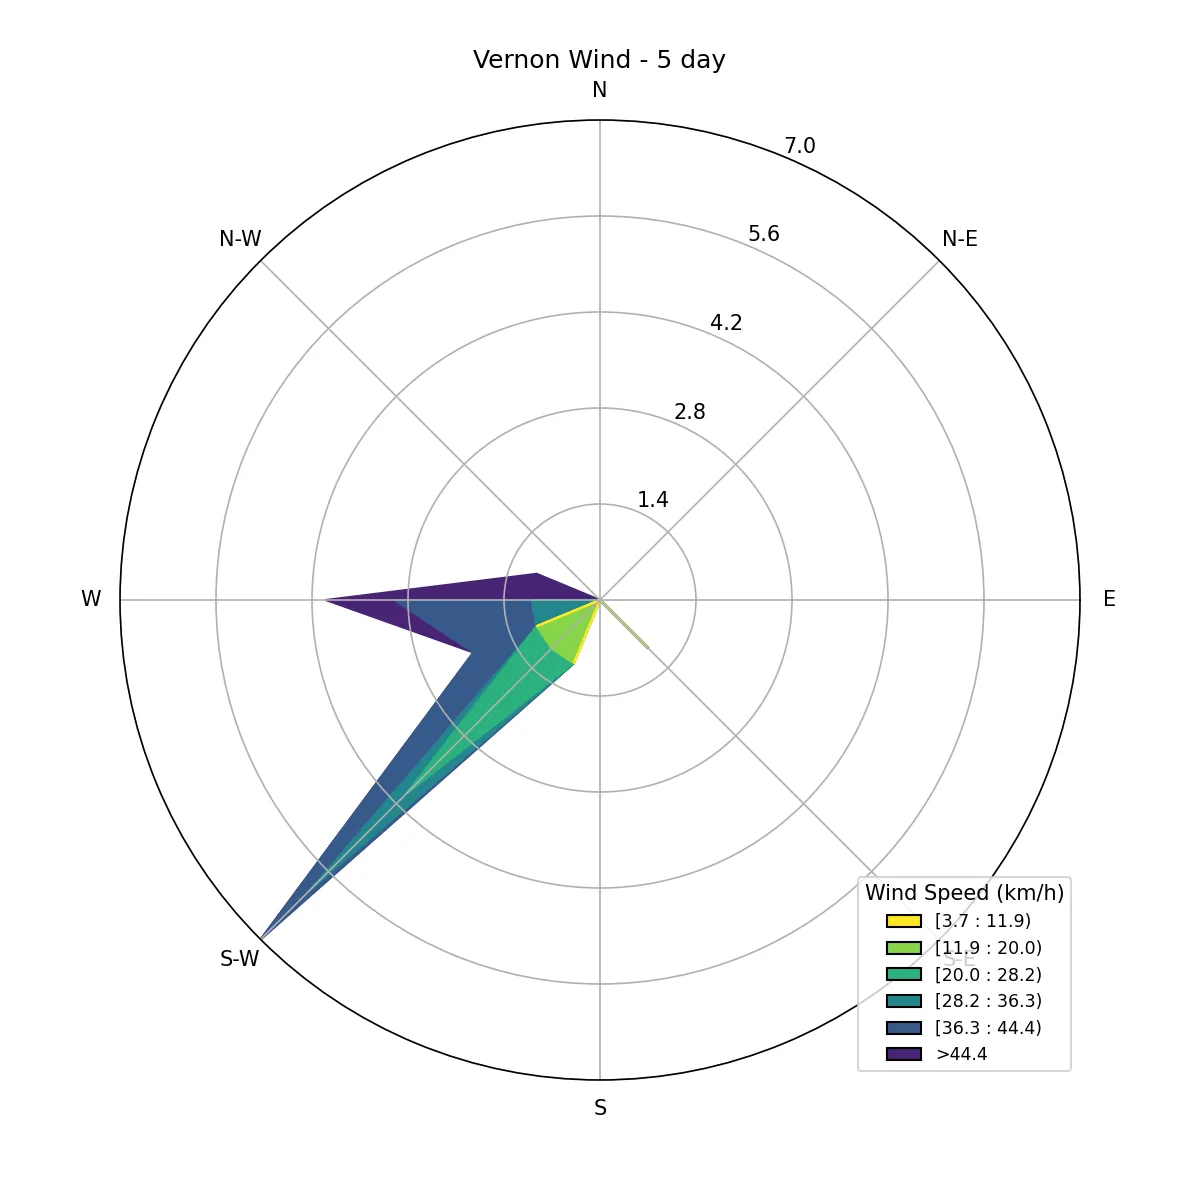 Vernon Wind - 5 day
N
7.0
N-W
5.6
N-E
4.2
2.8
1.4
W
E
Wind Speed (km/h)
[3.7 : 11.9)
[11.9 : 20.0)
S-W
S-E
[20.0 : 28.2)
[28.2 : 36.3)
[36.3 : 44.4)
>44.4
S